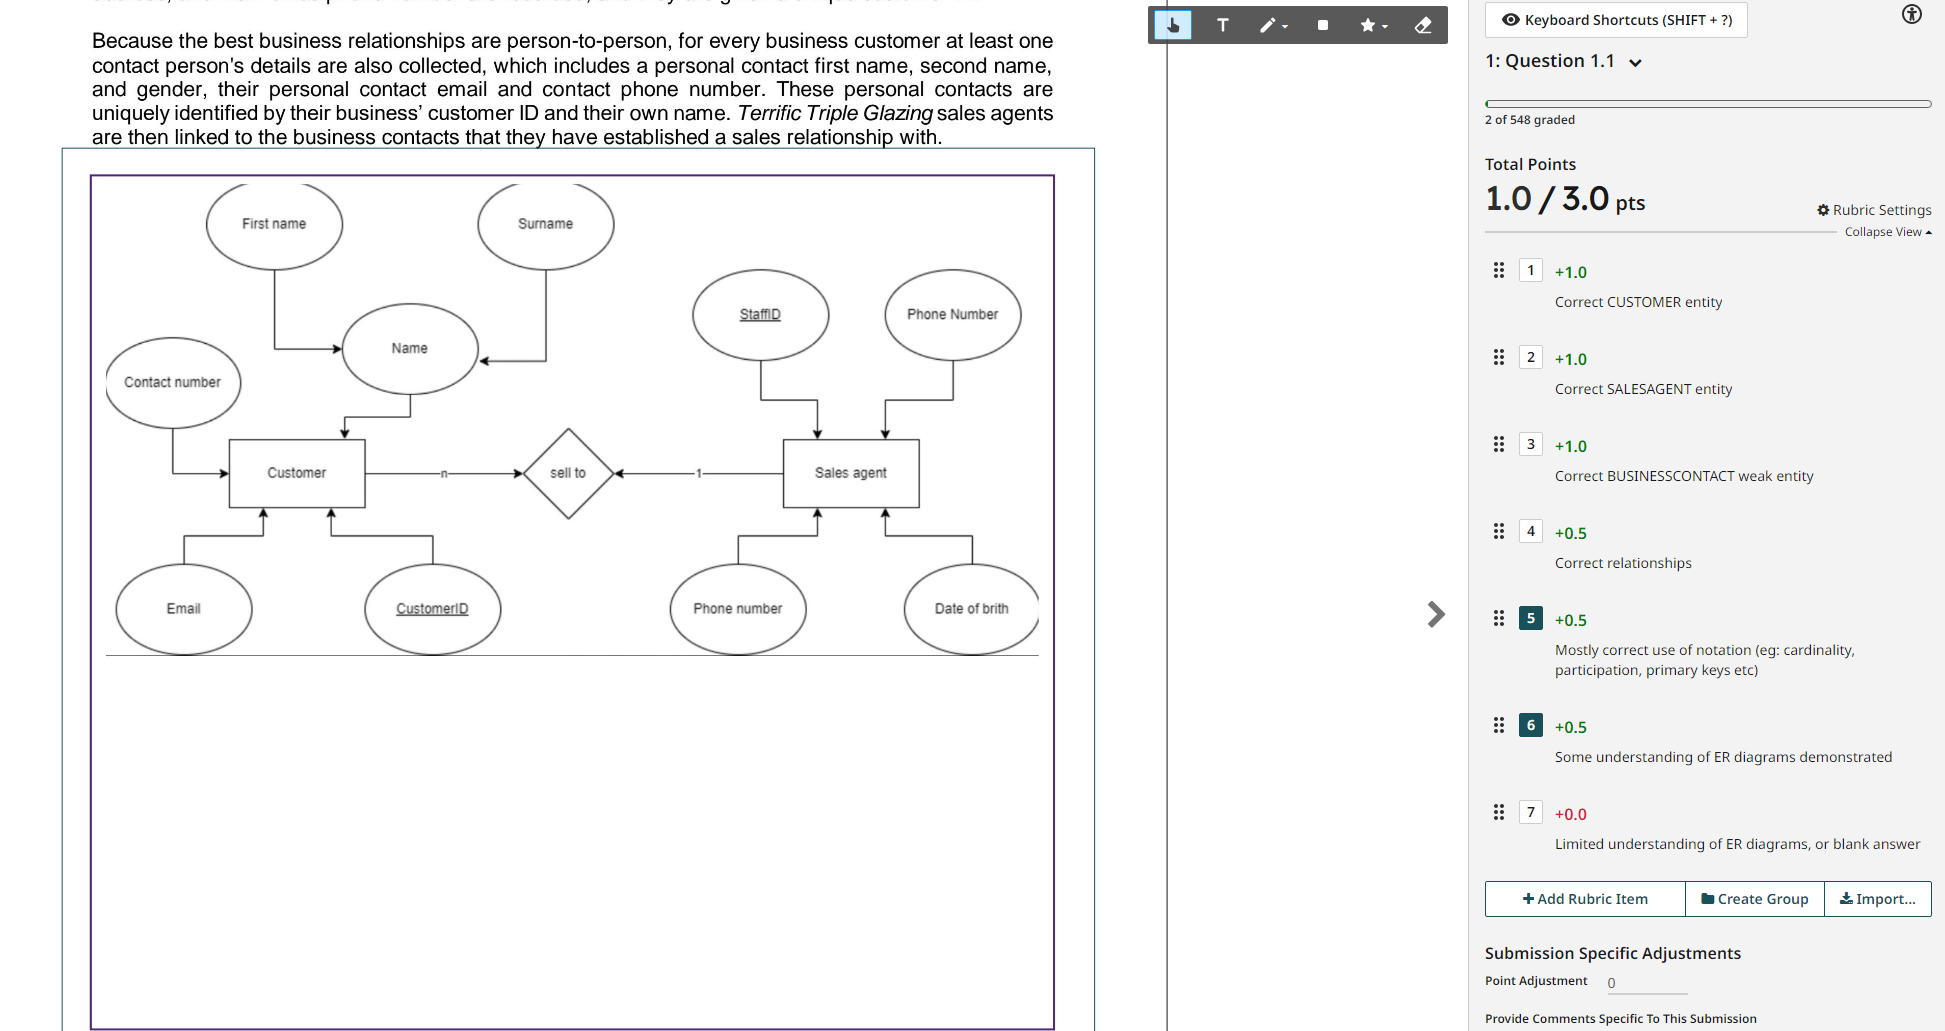 Because the best business relationships are person-to-person, for every business customer at least one
contact person's details are also collected, which includes a personal contact first name, second name,
and gender, their personal contact email and contact phone number. These personal contacts are
uniquely identified by their business' customer ID and their own name. Terrific Triple Glazing sales agents
are then linked to the business contacts that they have established a sales relationship with.
First name
Surname
StaffID
Phone Number
Name
Contact number
Customer
n
sell to
1
Sales agent
Email
CustomerID
Phone number
Date of brith
T
Keyboard Shortcuts (SHIFT + ?)
1: Question 1.1
2 of 548 graded
Total Points
1.0 / 3.0 pts
Rubric Settings
Collapse View
1 +1.0
Correct CUSTOMER entity
2 +1.0
Correct SALESAGENT entity
3 +1.0
Correct BUSINESSCONTACT weak entity
4 +0.5
Correct relationships
5 +0.5
Mostly correct use of notation (eg: cardinality,
participation, primary keys etc)
6 +0.5
Some understanding of ER diagrams demonstrated
7 +0.0
Limited understanding of ER diagrams, or blank answer
Add Rubric Item
Create Group
Import...
Submission Specific Adjustments
Point Adjustment 0
Provide Comments Specific To This Submission